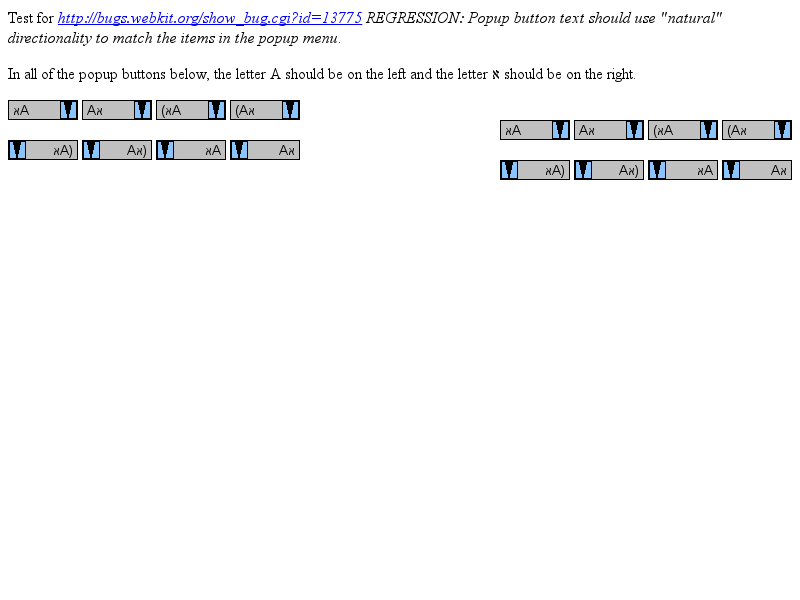 Test for http://bugs.webkit.org/show_bug.cgi?id=13775 REGRESSION: Popup button text should use "natural"
directionality to match the items in the popup menu.
In all of the popup buttons below, the letter A should be on the left and the letter א should be on the right.
‭אA Aא (אA (Aא‬
‭אA Aא (אA (Aא‬
‭אA) Aא) אA Aא‬
‭אA) Aא) אA Aא‬